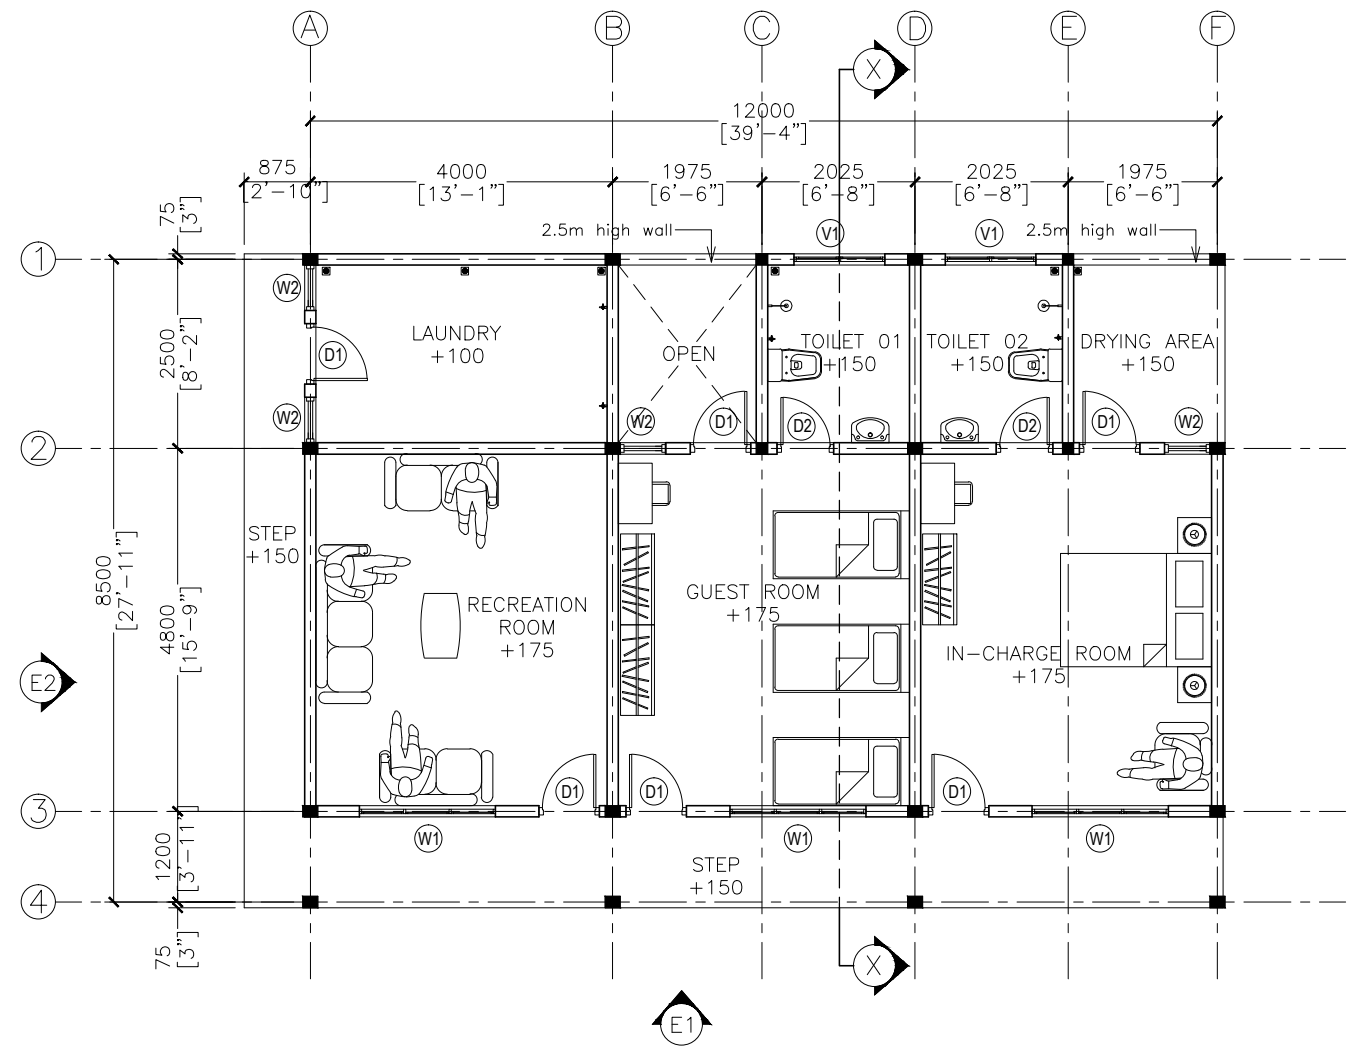 A B C D E F
X
12000
[39'-4"]
875 4000 1975 2025 2025 1975
[2'-10"] [13'-1"] [6'-6"] [6'-8"] [6'-8"] [6'-6"]
75
[3"]
2.5m high wall V1 V1 2.5m high wall
1
W2
LAUNDRY
+100
D1
OPEN
TOILET 01
+150
TOILET 02
+150
DRYING AREA
+150
2500
[8'-2"]
W2 W2 D1 D2 D2 D1 W2
2
STEP
+150
8500
[27'-11"]
4800
[15'-9"]
RECREATION
ROOM
+175
GUEST ROOM
+175
IN-CHARGE ROOM
+175
E2
D1 D1 D1
3
W1 W1 W1
1200
[3'-11]
STEP
+150
4
75
[3"]
X
E1